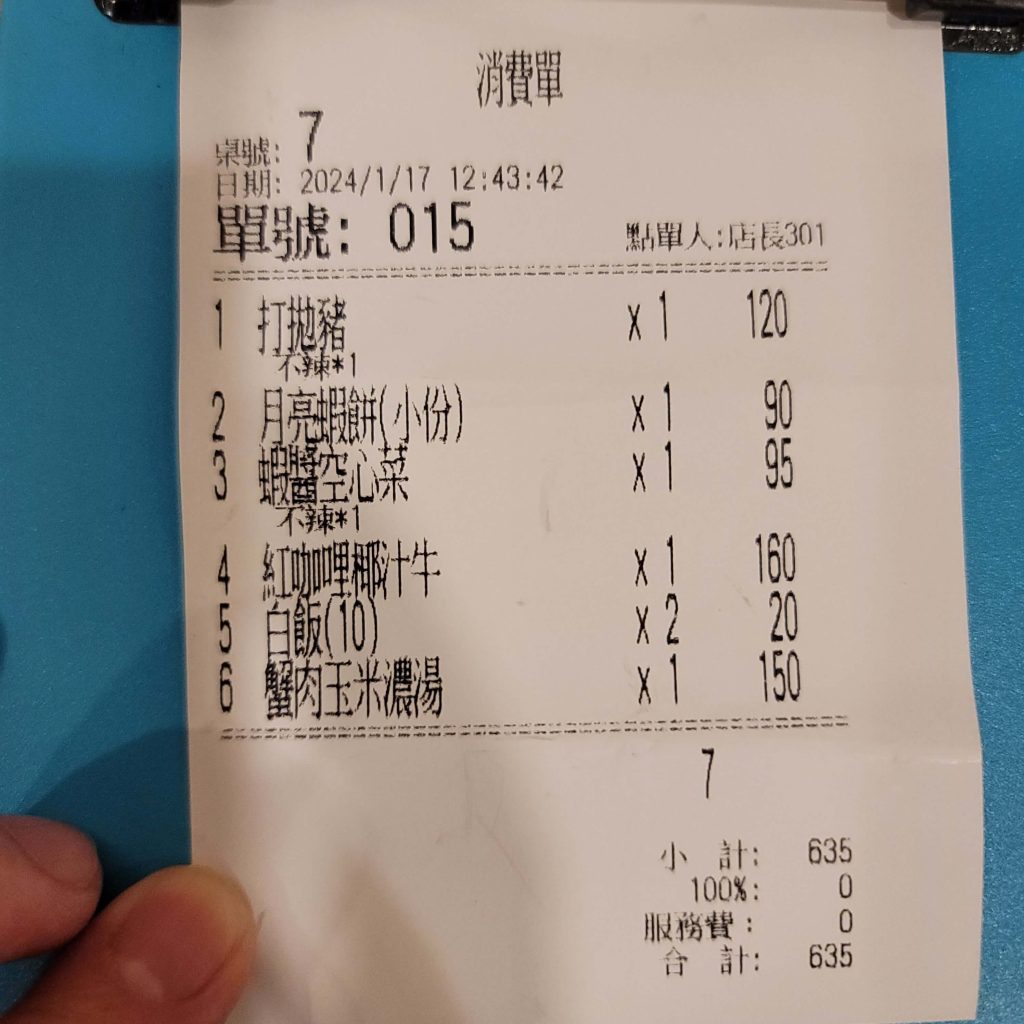 消費單
桌號: 7
日期: 2024/1/17 12:43:42
單號: 015 點單人:店長301
1 打拋豬 x 1 120
不辣*1
2 月亮蝦餅(小份) x 1 90
3 蝦醬空心菜 x 1 95
不辣*1
4 紅咖哩椰汁牛 x 1 160
5 白飯(10) x 2 20
6 蟹肉玉米濃湯 x 1 150
7
小 計: 635
100%: 0
服務費: 0
合 計: 635